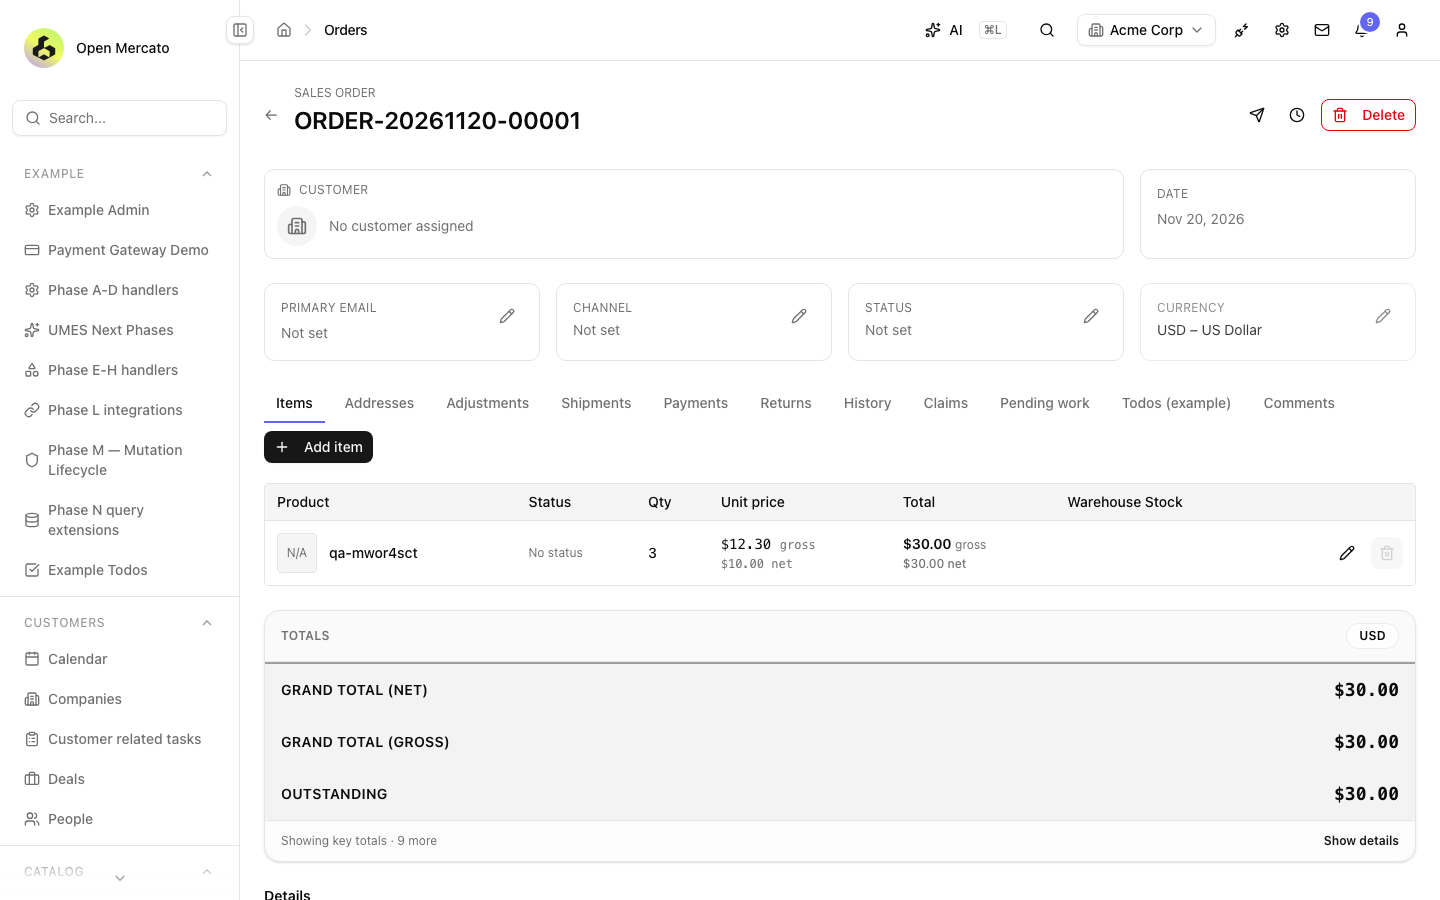 Open Mercato
Orders
AI
⌘L
Acme Corp
9
Search...
EXAMPLE
Example Admin
Payment Gateway Demo
Phase A-D handlers
UMES Next Phases
Phase E-H handlers
Phase L integrations
Phase M — Mutation
Lifecycle
Phase N query
extensions
Example Todos
CUSTOMERS
Calendar
Companies
Customer related tasks
Deals
People
CATALOG
SALES ORDER
ORDER-20261120-00001
Delete
CUSTOMER
No customer assigned
DATE
Nov 20, 2026
PRIMARY EMAIL
Not set
CHANNEL
Not set
STATUS
Not set
CURRENCY
USD – US Dollar
Items Addresses Adjustments Shipments Payments Returns History Claims Pending work Todos (example) Comments
Add item
Product Status Qty Unit price Total Warehouse Stock
N/A qa-mwor4sct No status 3 $12.30 gross $30.00 gross
$10.00 net $30.00 net
TOTALS USD
GRAND TOTAL (NET) $30.00
GRAND TOTAL (GROSS) $30.00
OUTSTANDING $30.00
Showing key totals · 9 more Show details
Details